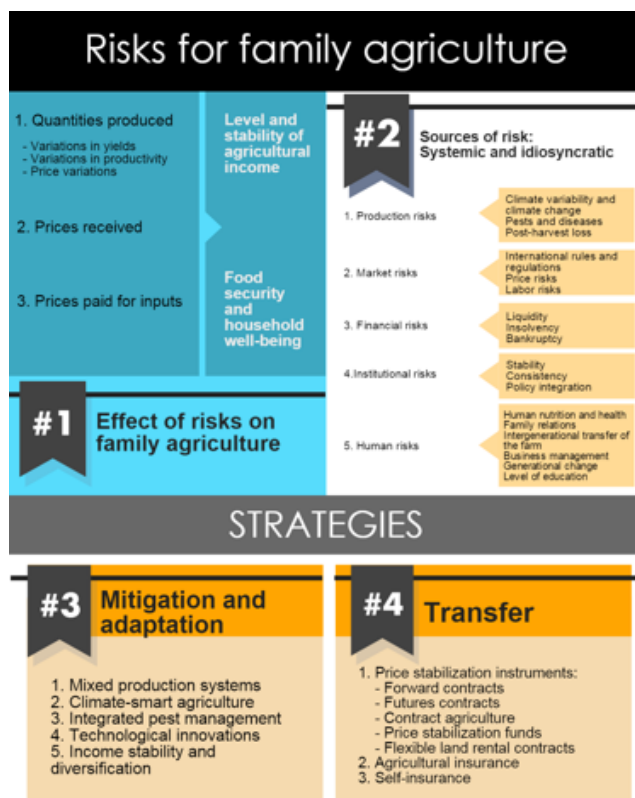 Risks for family agriculture
1. Quantities produced
- Variations in yields
- Variations in productivity
- Price variations
2. Prices received
3. Prices paid for inputs
Level and
stability of
agricultural
income
Food
security
and
household
well-being
#1
Effect of risks on
family agriculture
#2
Sources of risk:
Systemic and idiosyncratic
1. Production risks
Climate variability and
climate change
Pests and diseases
Post-harvest loss
2. Market risks
International rules and
regulations
Price risks
Labor risks
3. Financial risks
Liquidity
Insolvency
Bankruptcy
4.Institutional risks
Stability
Consistency
Policy integration
5. Human risks
Human nutrition and health
Family relations
Intergenerational transfer of
the farm
Business management
Generational change
Level of education
STRATEGIES
#3
Mitigation and
adaptation
1. Mixed production systems
2. Climate-smart agriculture
3. Integrated pest management
4. Technological innovations
5. Income stability and
diversification
#4
Transfer
1. Price stabilization instruments:
- Forward contracts
- Futures contracts
- Contract agriculture
- Price stabilization funds
- Flexible land rental contracts
2. Agricultural insurance
3. Self-insurance